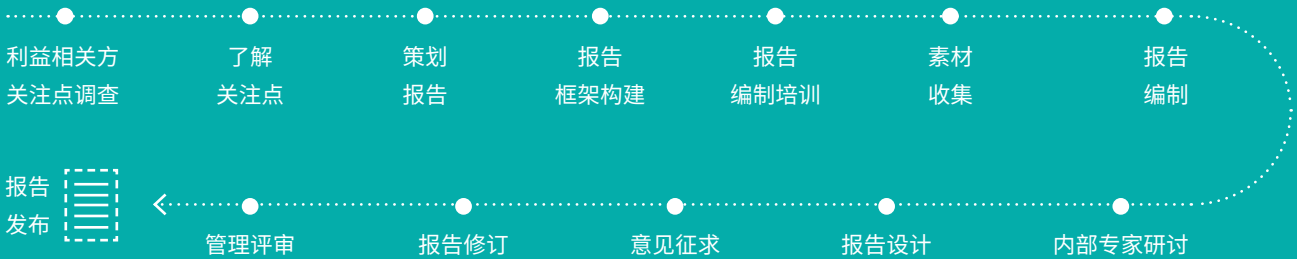 利益相关方
关注点调查
了解
关注点
策划
报告
报告
框架构建
报告
编制培训
素材
收集
报告
编制
内部专家研讨
报告设计
意见征求
报告修订
管理评审
报告
发布